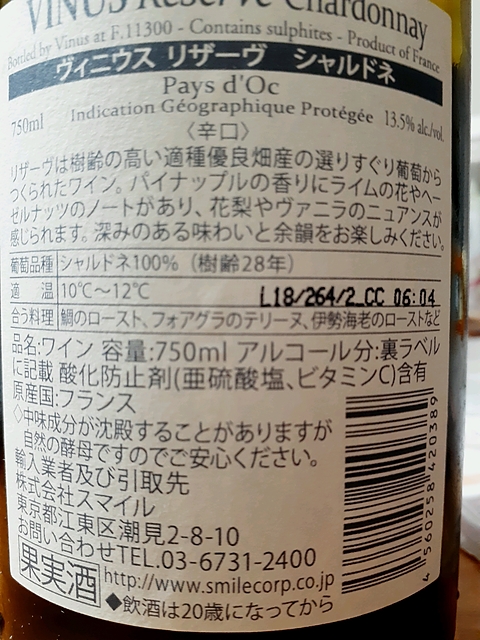 VINUS Réserve Chardonnay
Bottled by Vinus at F.11300 - Contains sulphites - Product of France
ヴィニウス リザーヴ シャルドネ
Pays d'Oc
Indication Géographique Protégée
750ml
13.5% alc./vol.
〈辛口〉
リザーヴは樹齢の高い適種優良畑産の選りすぐり葡萄から
つくられたワイン。パイナップルの香りにライムの花やヘー
ゼルナッツのノートがあり、花梨やヴァニラのニュアンスが
感じられます。深みのある味わいと余韻をお楽しみください。
葡萄品種 シャルドネ100%（樹齢28年）
適 温 10℃〜12℃ L18/264/2_CC 06:04
合う料理 鯛のロースト、フォアグラのテリーヌ、伊勢海老のローストなど
品名:ワイン 容量:750ml アルコール分:裏ラベル
に記載 酸化防止剤(亜硫酸塩、ビタミンC)含有
原産国:フランス
◇中味成分が沈殿することがありますが
自然の酵母ですのでご安心ください。
輸入業者及び引取先
株式会社スマイル
東京都江東区潮見2-8-10
お問い合わせTEL.03-6731-2400
果実酒 http://www.smilecorp.co.jp
◆飲酒は20歳になってから
4 560258 420389